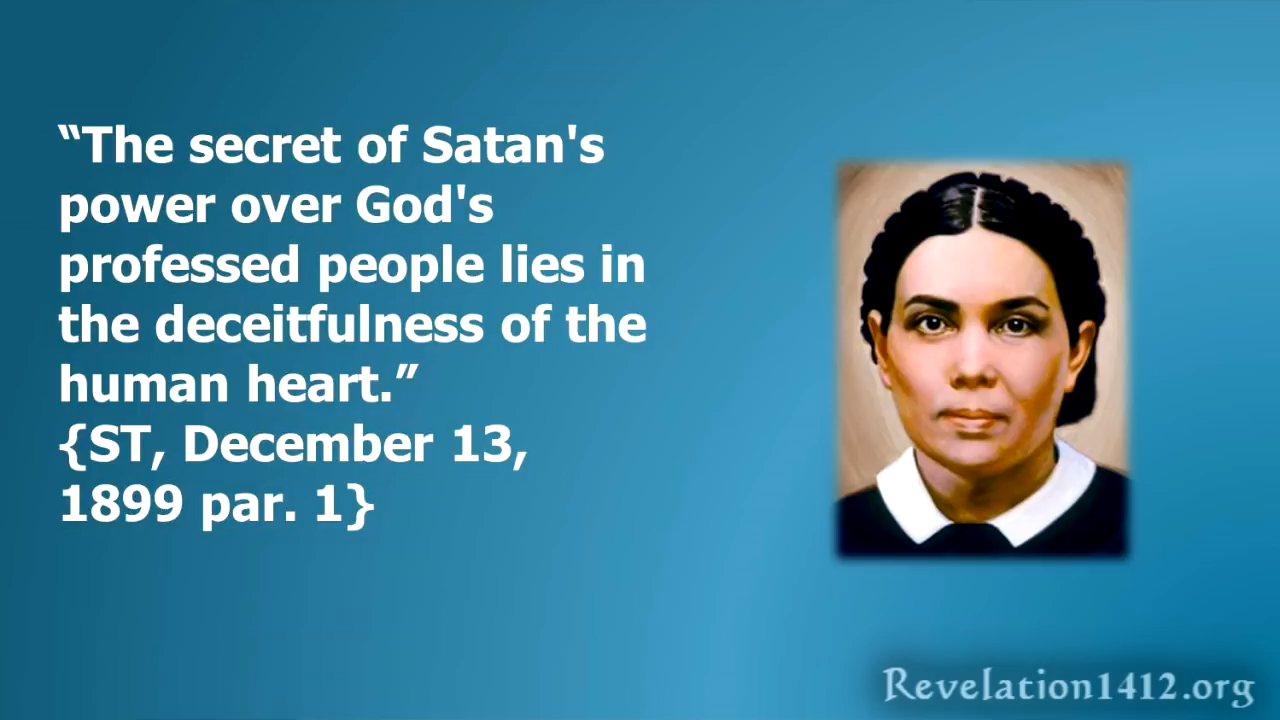 “The secret of Satan's
power over God's
professed people lies in
the deceitfulness of the
human heart.”
{ST, December 13,
1899 par. 1}
Revelation1412.org